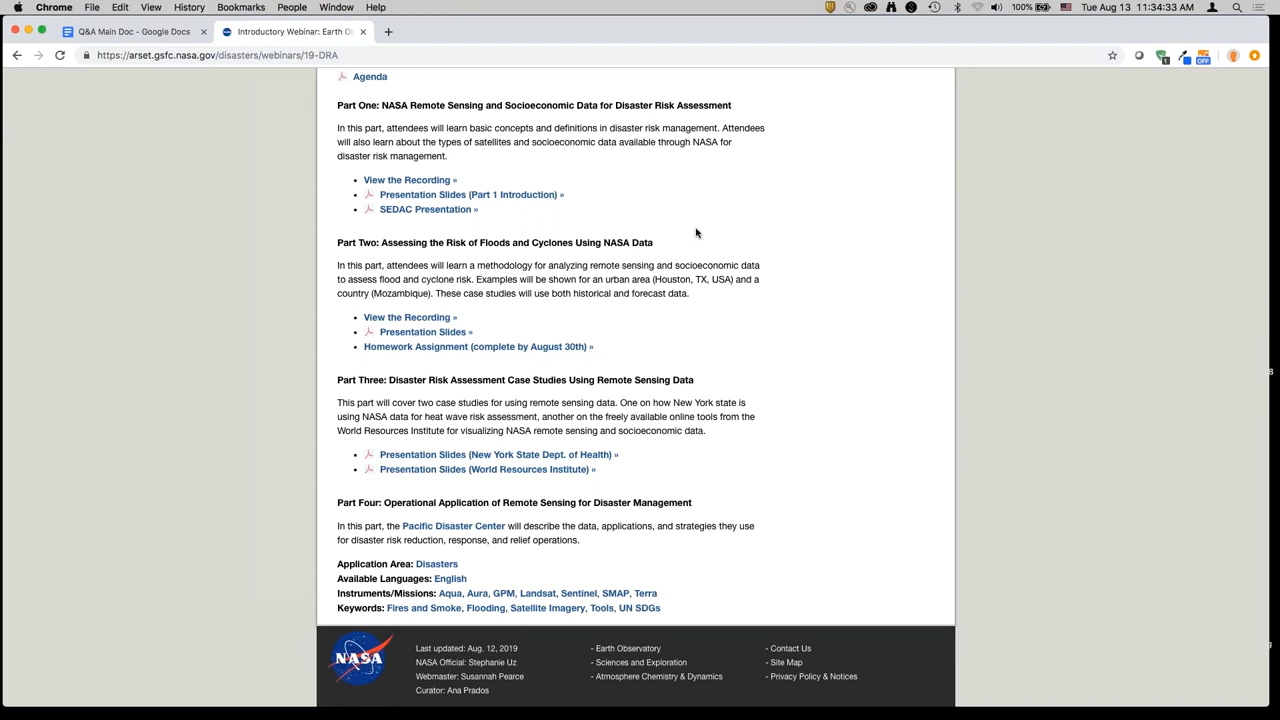 Chrome File Edit View History Bookmarks People Window Help 100% Tue Aug 13 11:34:33 AM
Q&A Main Doc - Google Docs
Introductory Webinar: Earth Ob
https://arset.gsfc.nasa.gov/disasters/webinars/19-DRA
1
OFF
Agenda
Part One: NASA Remote Sensing and Socioeconomic Data for Disaster Risk Assessment
In this part, attendees will learn basic concepts and definitions in disaster risk management. Attendees
will also learn about the types of satellites and socioeconomic data available through NASA for
disaster risk management.
• View the Recording »
• Presentation Slides (Part 1 Introduction) »
• SEDAC Presentation »
Part Two: Assessing the Risk of Floods and Cyclones Using NASA Data
In this part, attendees will learn a methodology for analyzing remote sensing and socioeconomic data
to assess flood and cyclone risk. Examples will be shown for an urban area (Houston, TX, USA) and a
country (Mozambique). These case studies will use both historical and forecast data.
• View the Recording »
• Presentation Slides »
• Homework Assignment (complete by August 30th) »
Part Three: Disaster Risk Assessment Case Studies Using Remote Sensing Data
This part will cover two case studies for using remote sensing data. One on how New York state is
using NASA data for heat wave risk assessment, another on the freely available online tools from the
World Resources Institute for visualizing NASA remote sensing and socioeconomic data.
• Presentation Slides (New York State Dept. of Health) »
• Presentation Slides (World Resources Institute) »
Part Four: Operational Application of Remote Sensing for Disaster Management
In this part, the Pacific Disaster Center will describe the data, applications, and strategies they use
for disaster risk reduction, response, and relief operations.
Application Area: Disasters
Available Languages: English
Instruments/Missions: Aqua, Aura, GPM, Landsat, Sentinel, SMAP, Terra
Keywords: Fires and Smoke, Flooding, Satellite Imagery, Tools, UN SDGs
NASA
Last updated: Aug. 12, 2019
NASA Official: Stephanie Uz
Webmaster: Susannah Pearce
Curator: Ana Prados
- Earth Observatory
- Sciences and Exploration
- Atmosphere Chemistry & Dynamics
- Contact Us
- Site Map
- Privacy Policy & Notices